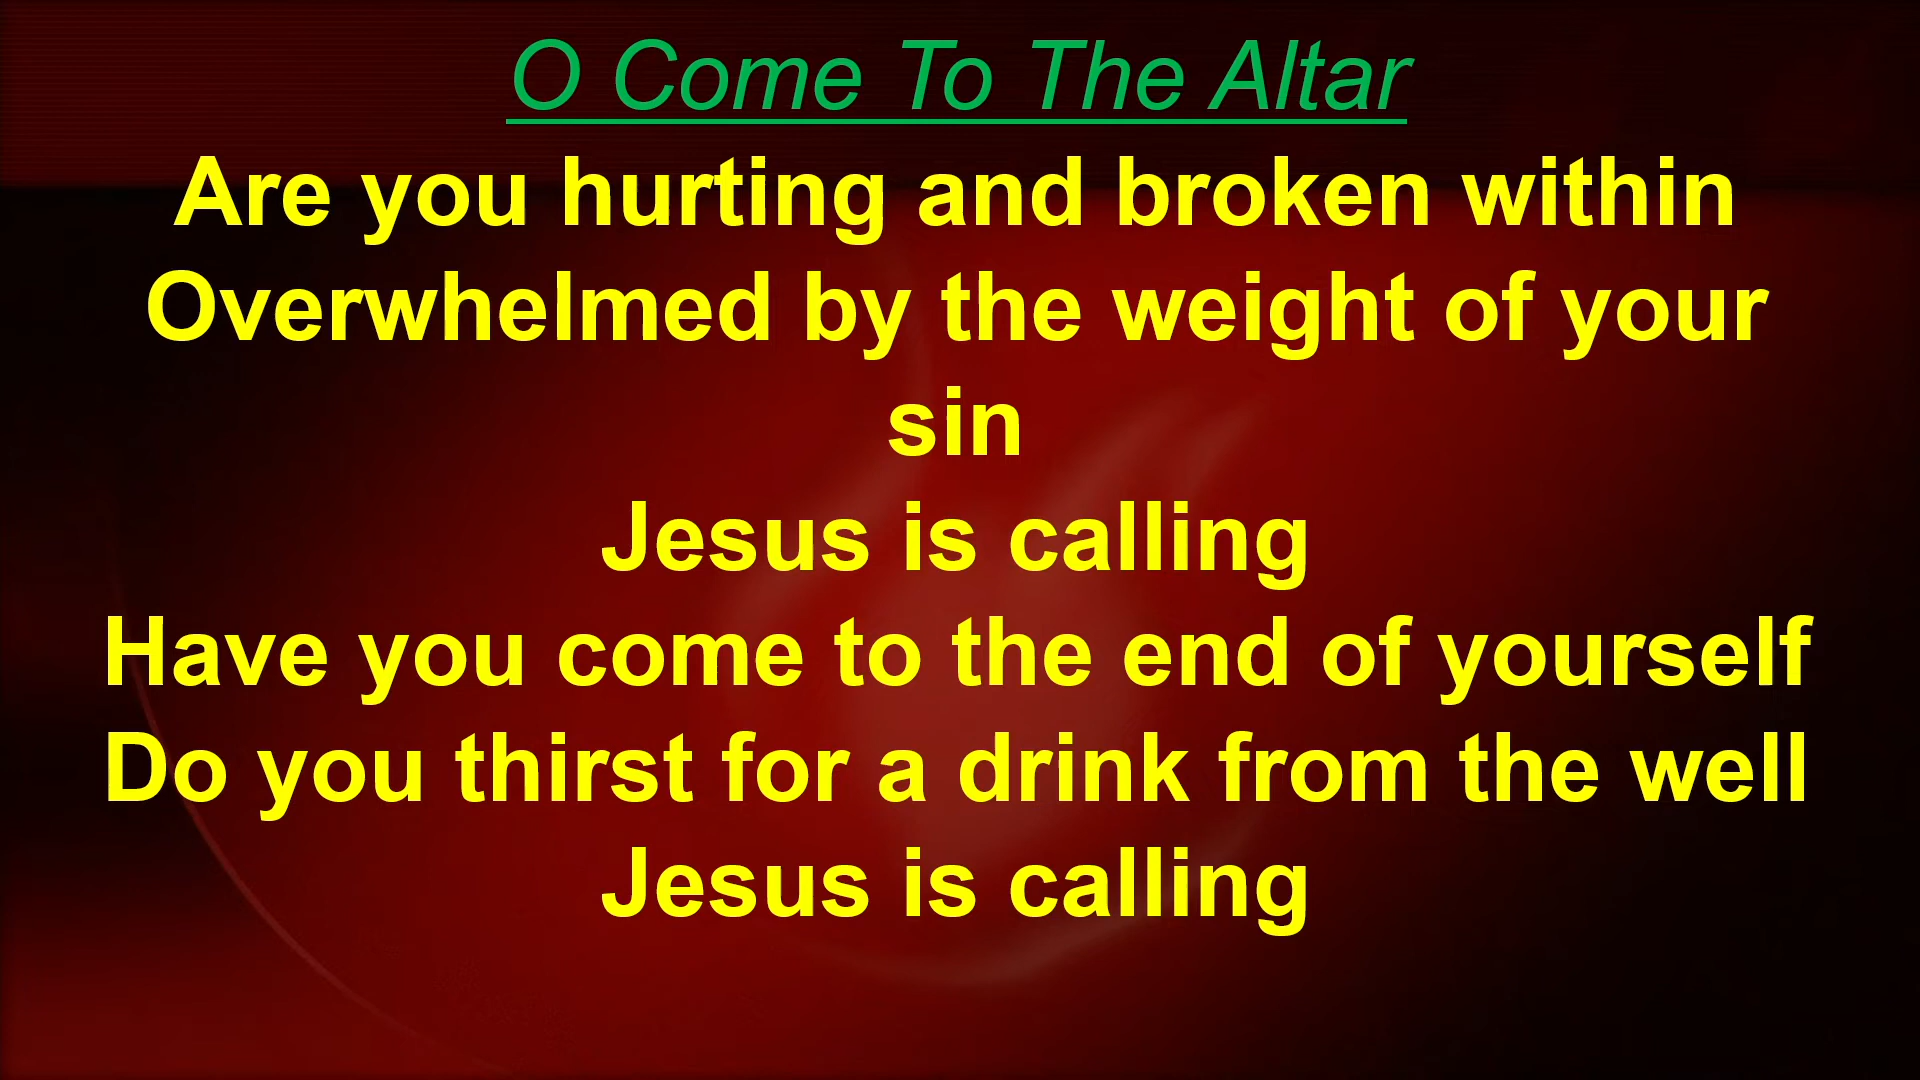 O Come To The Altar
Are you hurting and broken within
Overwhelmed by the weight of your
sin
Jesus is calling
Have you come to the end of yourself
Do you thirst for a drink from the well
Jesus is calling